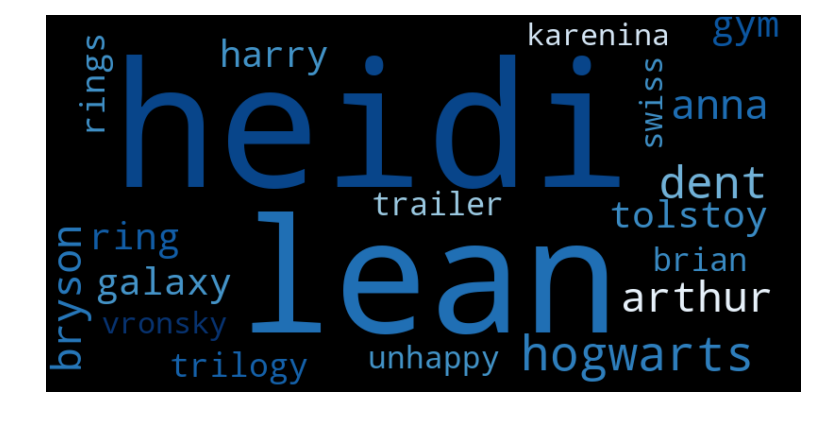 karenina
gym
harry
rings
heidi
swiss
anna
dent
trailer
tolstoy
lean
ring
bryson
brian
galaxy
arthur
vronsky
hogwarts
unhappy
trilogy